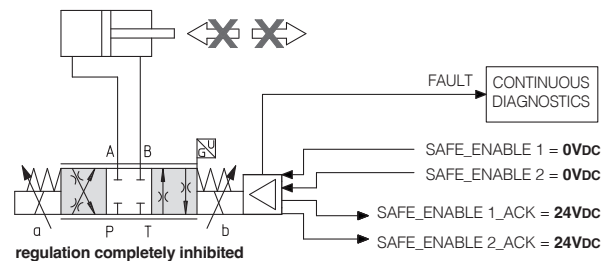 FAULT
CONTINUOUS
DIAGNOSTICS
A B
U
G
SAFE_ENABLE 1 = 0VDC
SAFE_ENABLE 2 = 0VDC
SAFE_ENABLE 1_ACK = 24VDC
SAFE_ENABLE 2_ACK = 24VDC
a P T b
regulation completely inhibited